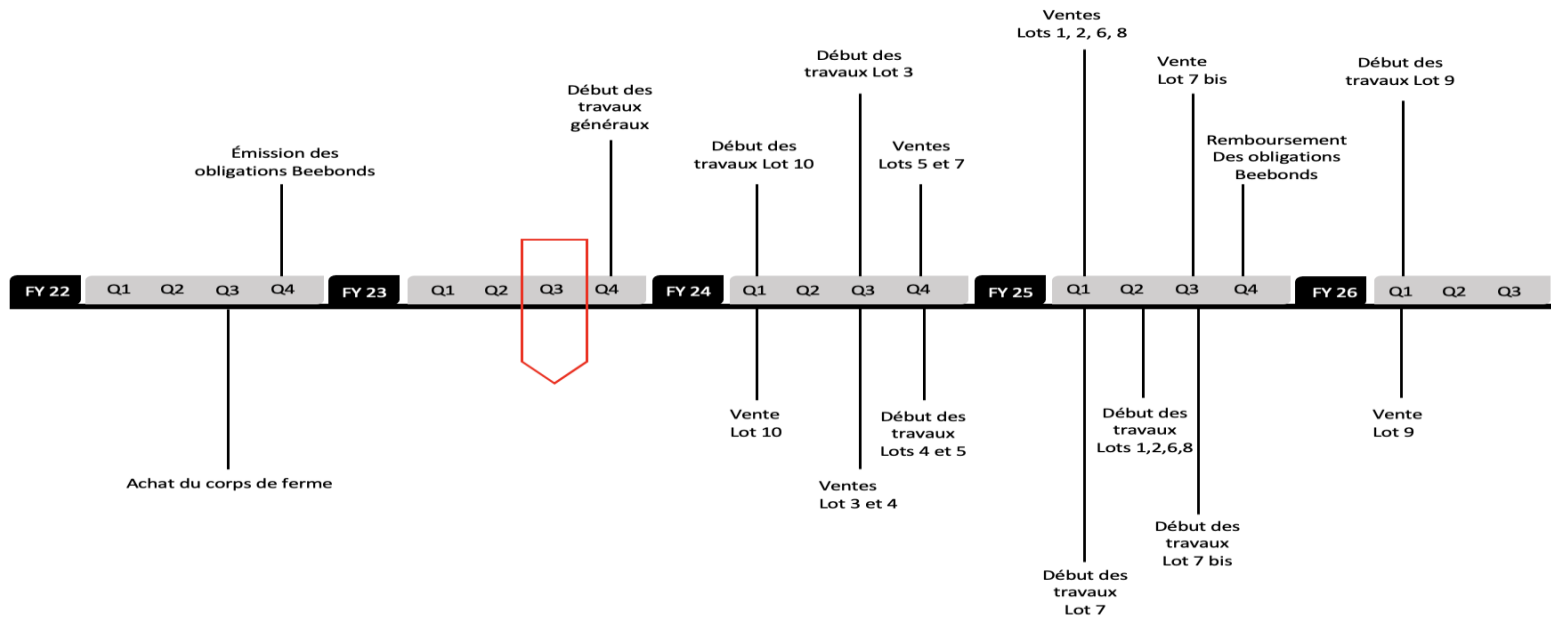 Ventes
Lots 1, 2, 6, 8
Début des
travaux Lot 3
Vente
Lot 7 bis
Début des
travaux Lot 9
Début des
travaux
généraux
Émission des
obligations Beebonds
Début des
travaux Lot 10
Ventes
Lots 5 et 7
Remboursement
Des obligations
Beebonds
FY 22 Q1 Q2 Q3 Q4 FY 23 Q1 Q2 Q3 Q4 FY 24 Q1 Q2 Q3 Q4 FY 25 Q1 Q2 Q3 Q4 FY 26 Q1 Q2 Q3
Achat du corps de ferme
Vente
Lot 10
Ventes
Lot 3 et 4
Début des
travaux
Lots 4 et 5
Début des
travaux
Lot 7
Début des
travaux
Lots 1,2,6,8
Début des
travaux
Lot 7 bis
Vente
Lot 9